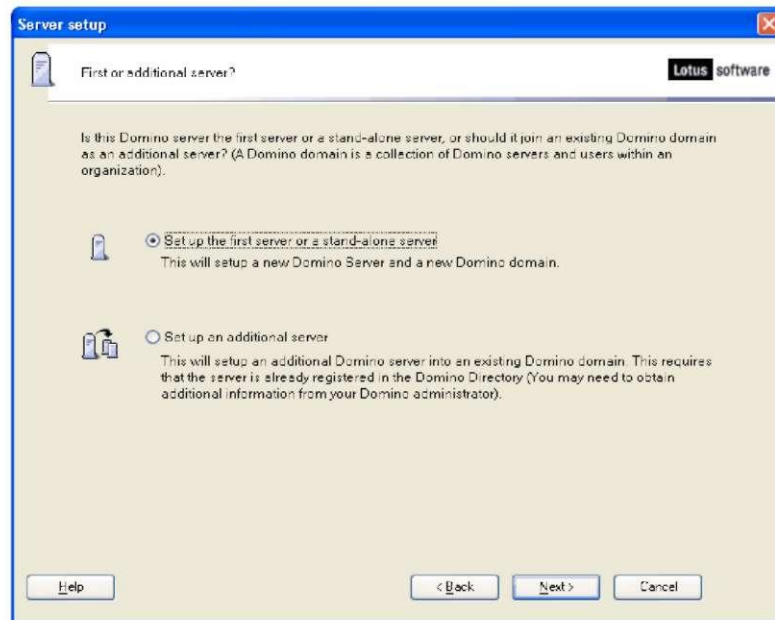 Server setup
First or additional server?
Lotus software
Is this Domino server the first server or a stand-alone server, or should it join an existing Domino domain
as an additional server? (A Domino domain is a collection of Domino servers and users within an
organization).
Set up the first server or a stand-alone server
This will setup a new Domino Server and a new Domino domain.
Set up an additional server
This will setup an additional Domino server into an existing Domino domain. This requires
that the server is already registered in the Domino Directory (You may need to obtain
additional information from your Domino administrator).
Help
< Back
Next >
Cancel